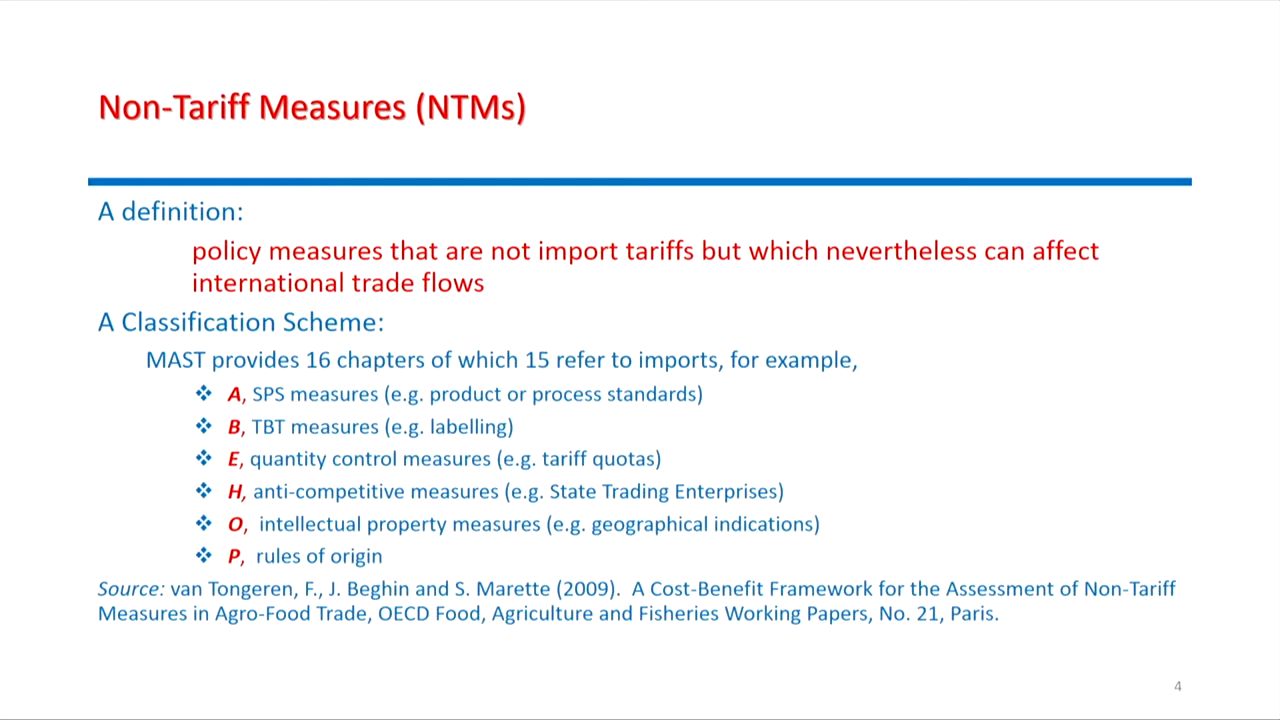 Non-Tariff Measures (NTMs)
A definition:
policy measures that are not import tariffs but which nevertheless can affect
international trade flows
A Classification Scheme:
MAST provides 16 chapters of which 15 refer to imports, for example,
❖ A, SPS measures (e.g. product or process standards)
❖ B, TBT measures (e.g. labelling)
❖ E, quantity control measures (e.g. tariff quotas)
❖ H, anti-competitive measures (e.g. State Trading Enterprises)
❖ O, intellectual property measures (e.g. geographical indications)
❖ P, rules of origin
Source: van Tongeren, F., J. Beghin and S. Marette (2009). A Cost-Benefit Framework for the Assessment of Non-Tariff
Measures in Agro-Food Trade, OECD Food, Agriculture and Fisheries Working Papers, No. 21, Paris.
4